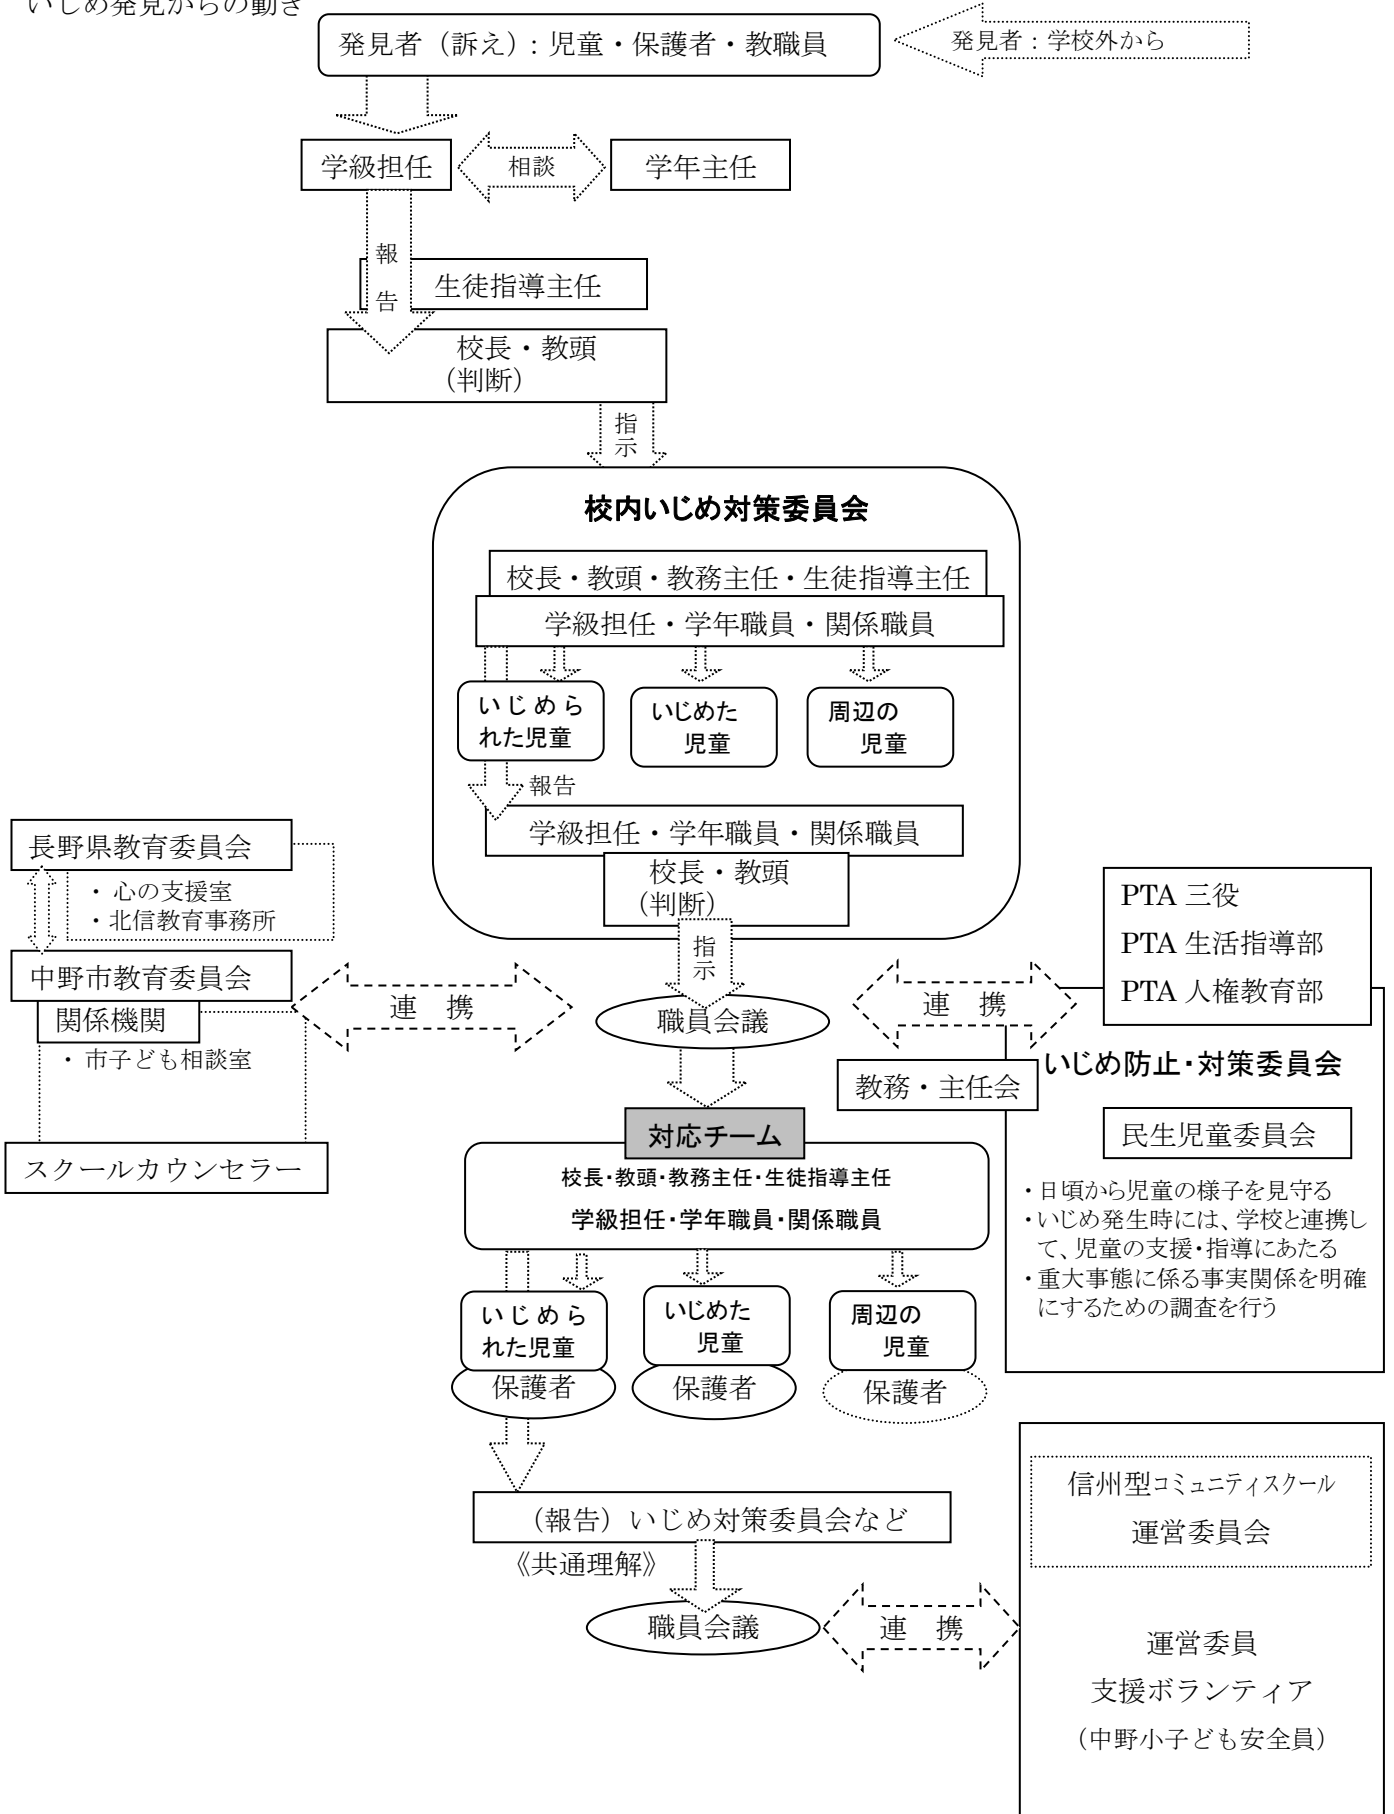 いじめ発見からの動き
発見者（訴え）：児童・保護者・教職員
発見者：学校外から
学級担任
相談
学年主任
報
告
生徒指導主任
校長・教頭
（判断）
指
示
校内いじめ対策委員会
校長・教頭・教務主任・生徒指導主任
学級担任・学年職員・関係職員
いじめら
れた児童
いじめた
児童
周辺の
児童
報告
学級担任・学年職員・関係職員
校長・教頭
（判断）
指
示
長野県教育委員会
・心の支援室
・北信教育事務所
中野市教育委員会
関係機関
・市子ども相談室
スクールカウンセラー
連　携
職員会議
連　携
PTA 三役
PTA 生活指導部
PTA 人権教育部
いじめ防止・対策委員会
教務・主任会
民生児童委員会
・日頃から児童の様子を見守る
・いじめ発生時には、学校と連携し
て、児童の支援・指導にあたる
・重大事態に係る事実関係を明確
にするための調査を行う
対応チーム
校長・教頭・教務主任・生徒指導主任
学級担任・学年職員・関係職員
いじめら
れた児童
保護者
いじめた
児童
保護者
周辺の
児童
保護者
（報告）いじめ対策委員会など
《共通理解》
職員会議
連　携
信州型コミュニティスクール
運営委員会
運営委員
支援ボランティア
（中野小子ども安全員）